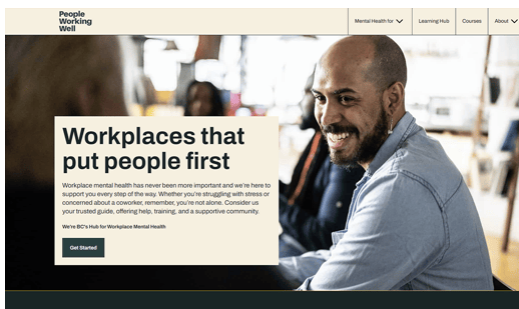 People
Working
Well
Mental Health for
Learning Hub
Courses
About
Workplaces that
put people first
Workplace mental health has never been more important and we're here to
support you every step of the way. Whether you're struggling with stress or
concerned about a coworker, remember, you're not alone. Consider us
your trusted guide, offering help, training, and a supportive community.
We're BC's Hub for Workplace Mental Health
Get Started